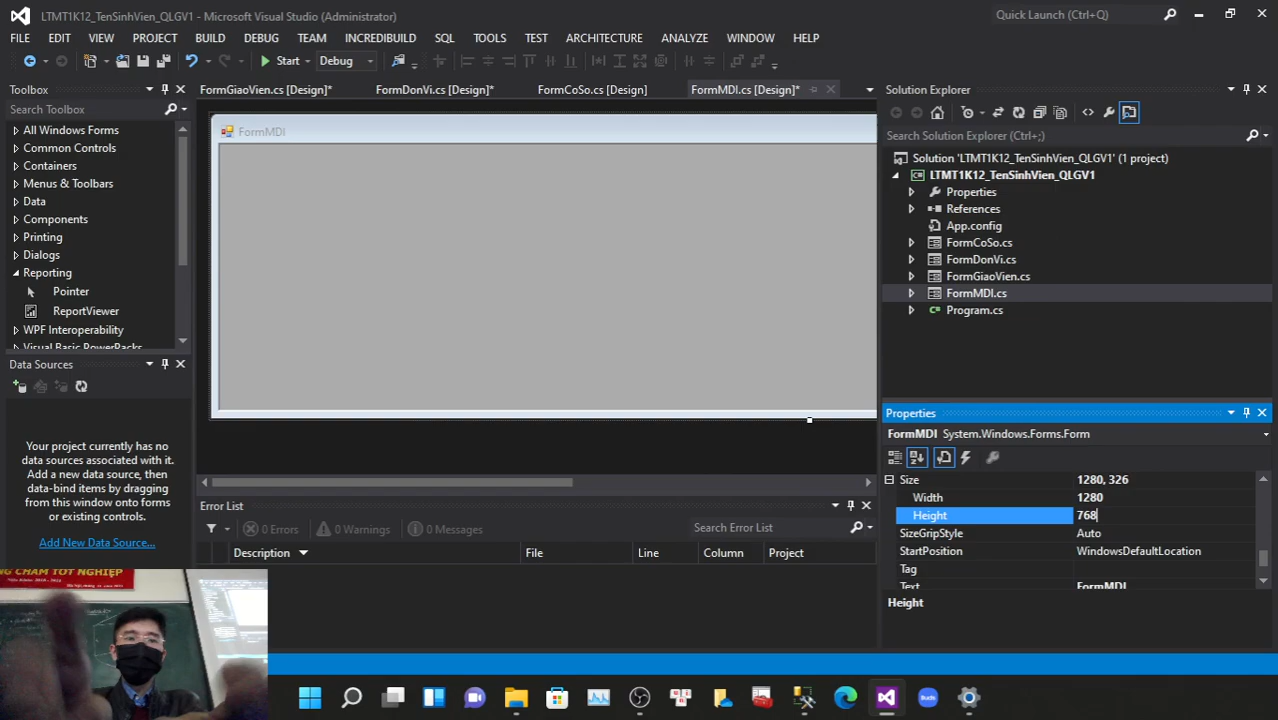 LTMT1K12_TenSinhVien_QLGV1 - Microsoft Visual Studio (Administrator)
Quick Launch (Ctrl+Q)
FILE EDIT VIEW PROJECT BUILD DEBUG TEAM INCREDIBUILD SQL TOOLS TEST ARCHITECTURE ANALYZE WINDOW HELP
Start Debug
Toolbox
Search Toolbox
All Windows Forms
Common Controls
Containers
Menus & Toolbars
Data
Components
Printing
Dialogs
Reporting
Pointer
ReportViewer
WPF Interoperability
Visual Basic PowerPacks
Data Sources
Your project currently has no
data sources associated with it.
Add a new data source, then
data-bind items by dragging
from this window onto forms
or existing controls.
Add New Data Source...
FormGiaoVien.cs [Design]* FormDonVi.cs [Design]* FormCoSo.cs [Design] FormMDI.cs [Design]*
FormMDI
Error List
0 Errors 0 Warnings 0 Messages
Search Error List
Description File Line Column Project
Solution Explorer
Search Solution Explorer (Ctrl+;)
Solution 'LTMT1K12_TenSinhVien_QLGV1' (1 project)
LTMT1K12_TenSinhVien_QLGV1
Properties
References
App.config
FormCoSo.cs
FormDonVi.cs
FormGiaoVien.cs
FormMDI.cs
Program.cs
Properties
FormMDI System.Windows.Forms.Form
Size 1280, 326
Width 1280
Height 768
SizeGripStyle Auto
StartPosition WindowsDefaultLocation
Tag
Text FormMDI
Height
NG CHẤM TỐT NGHIỆP